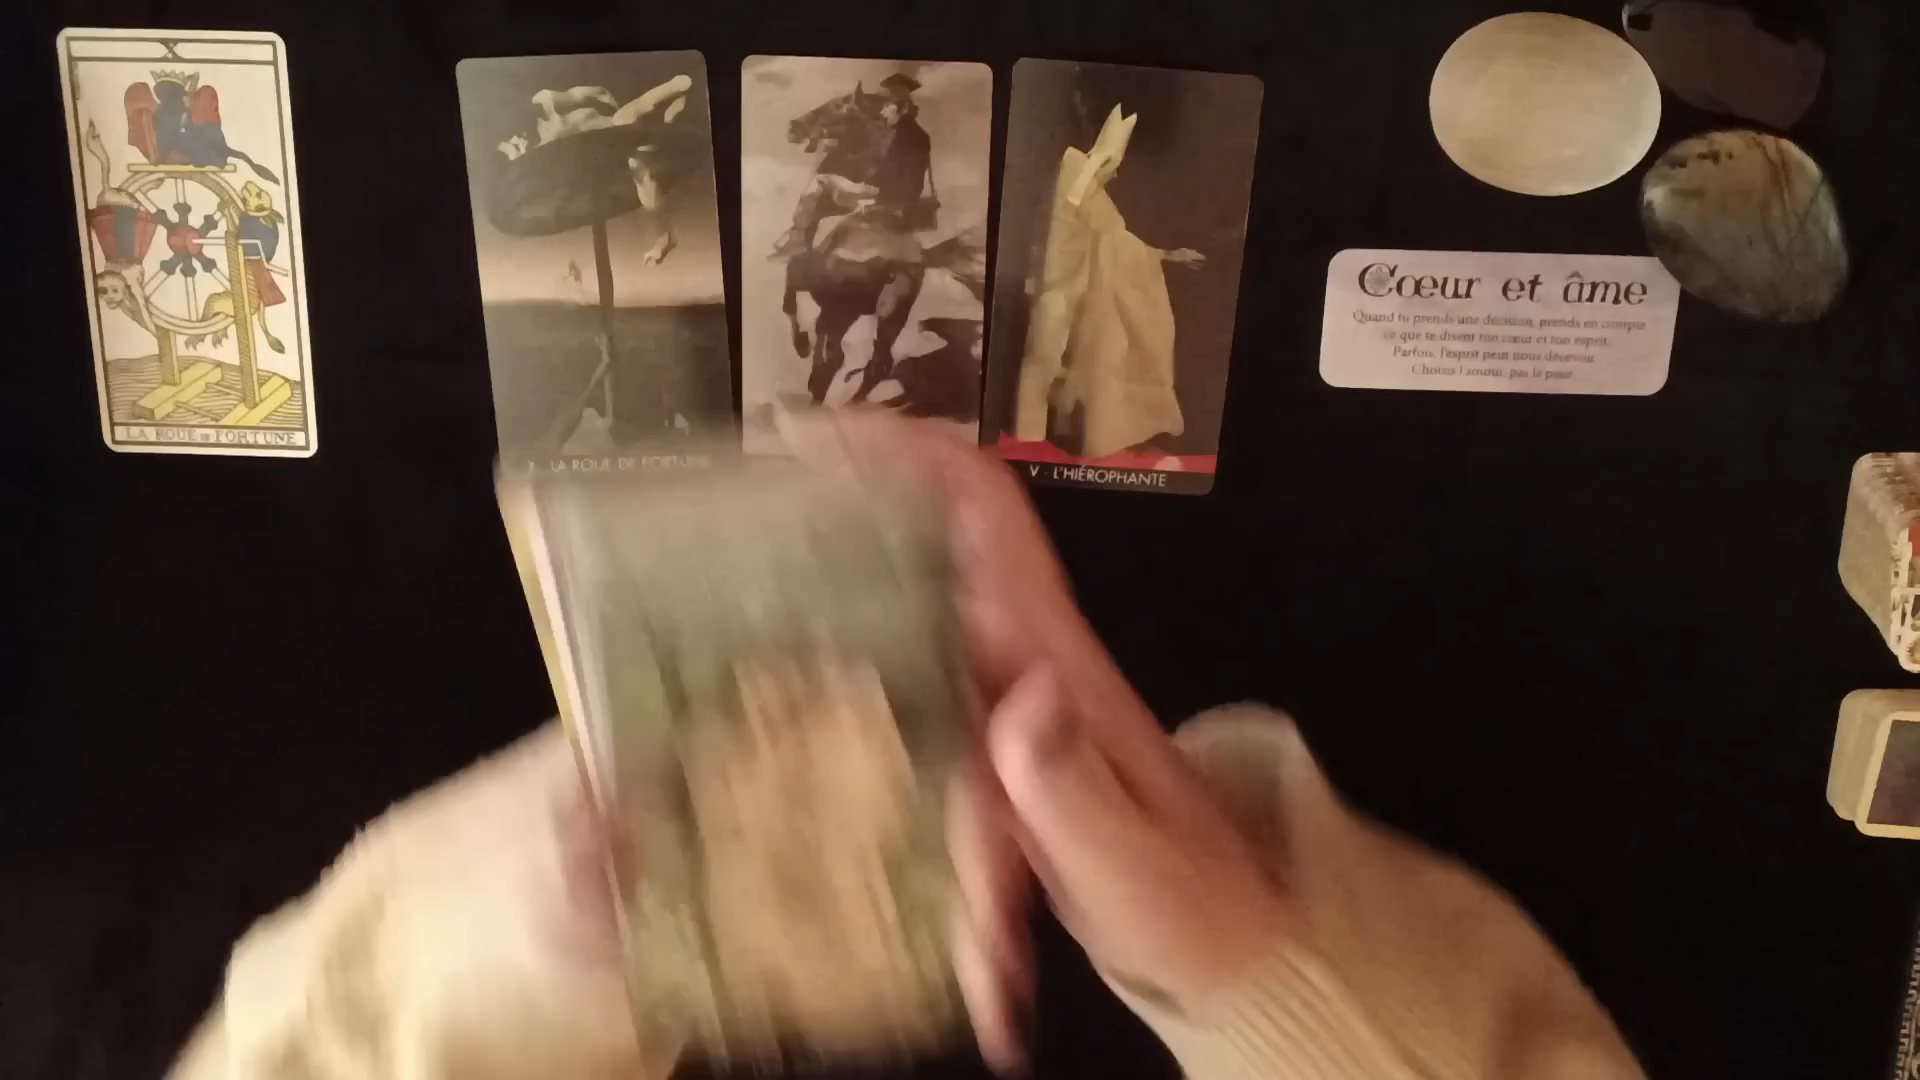 X
LA ROUE DE FORTUNE
X - LA ROUE DE FORTUNE
V - L'HIÉROPHANTE
Cœur et âme
Quand tu prends une décision, prends en compte
ce que te disent ton cœur et ton esprit.
Parfois, l'esprit peut nous décevoir.
Choisis l'amour, pas la peur.